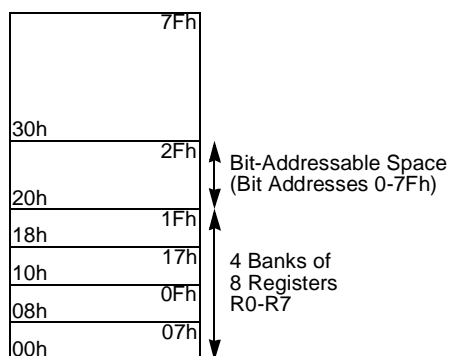 7Fh
30h
2Fh
Bit-Addressable Space
(Bit Addresses 0-7Fh)
20h
1Fh
18h
17h
10h
4 Banks of
8 Registers
R0-R7
0Fh
08h
07h
00h